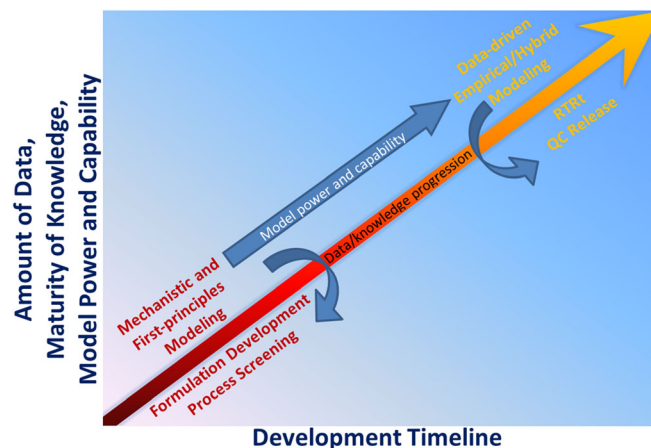 Amount of Data,
Maturity of Knowledge,
Model Power and Capability
Data-driven
Empirical/Hybrid
Modeling
RTRt
QC Release
Model power and capability
Data/knowledge progression
Mechanistic and
First-principles
Modeling
Formulation Development
Process Screening
Development Timeline